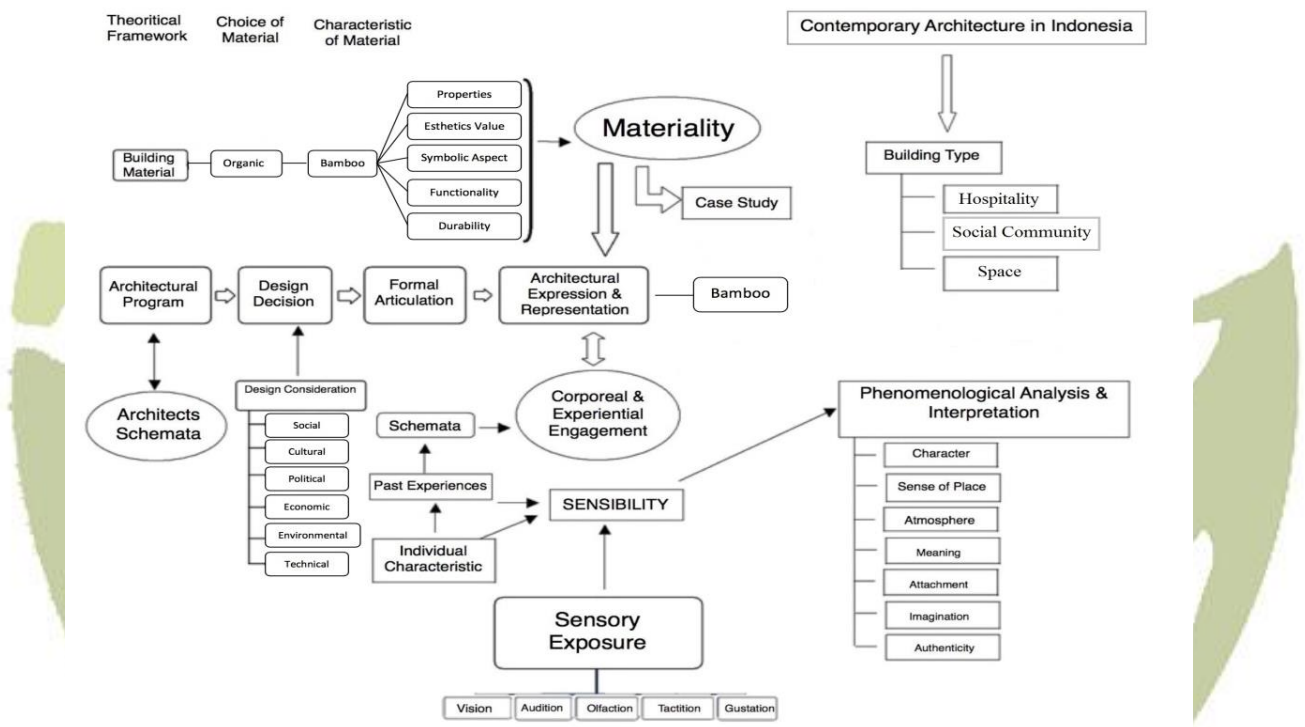 Theoritical
Framework
Choice of
Material
Characteristic
of Material
Contemporary Architecture in Indonesia
Properties
Esthetics Value
Symbolic Aspect
Functionality
Durability
Building
Material
Organic
Bamboo
Materiality
Case Study
Building Type
Hospitality
Social Community
Space
Architectural
Program
Design
Decision
Formal
Articulation
Architectural
Expression &
Representation
Bamboo
Architects
Schemata
Design Consideration
Social
Cultural
Political
Economic
Environmental
Technical
Schemata
Past Experiences
Individual
Characteristic
Corporeal &
Experiential
Engagement
SENSIBILITY
Sensory
Exposure
Vision
Audition
Olfaction
Tactition
Gustation
Phenomenological Analysis &
Interpretation
Character
Sense of Place
Atmosphere
Meaning
Attachment
Imagination
Authenticity